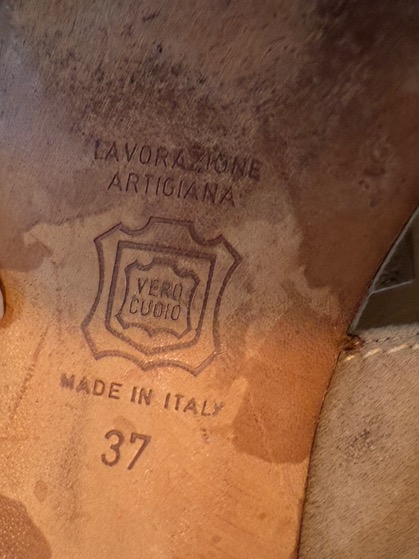 LAVORAZIONE
ARTIGIANA
VERO
CUOIO
MADE IN ITALY
37